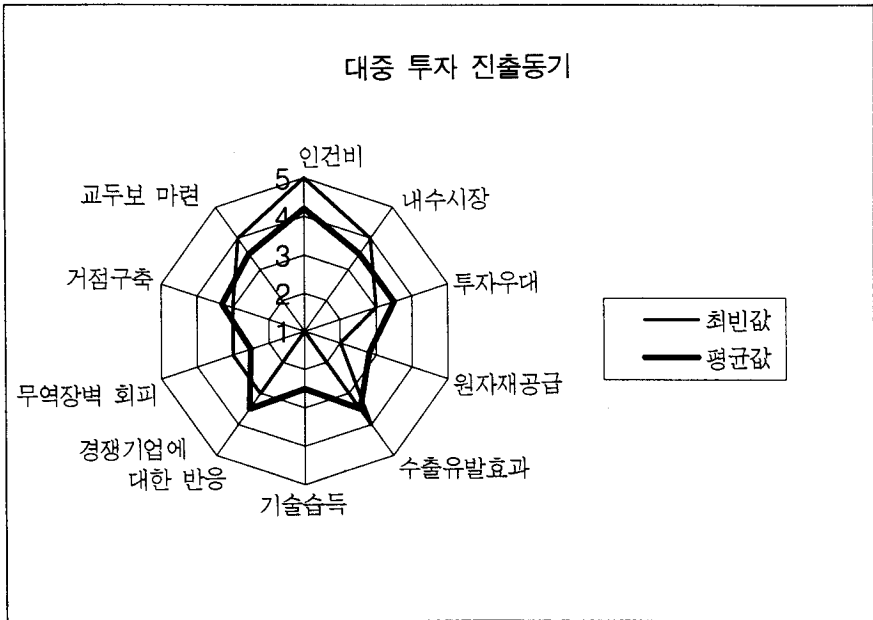 대중 투자 진출동기
인건비
내수시장
투자우대
원자재공급
수출유발효과
기술습득
경쟁기업에
대한 반응
무역장벽 회피
거점구축
교두보 마련
5
4
3
2
1
최빈값
평균값